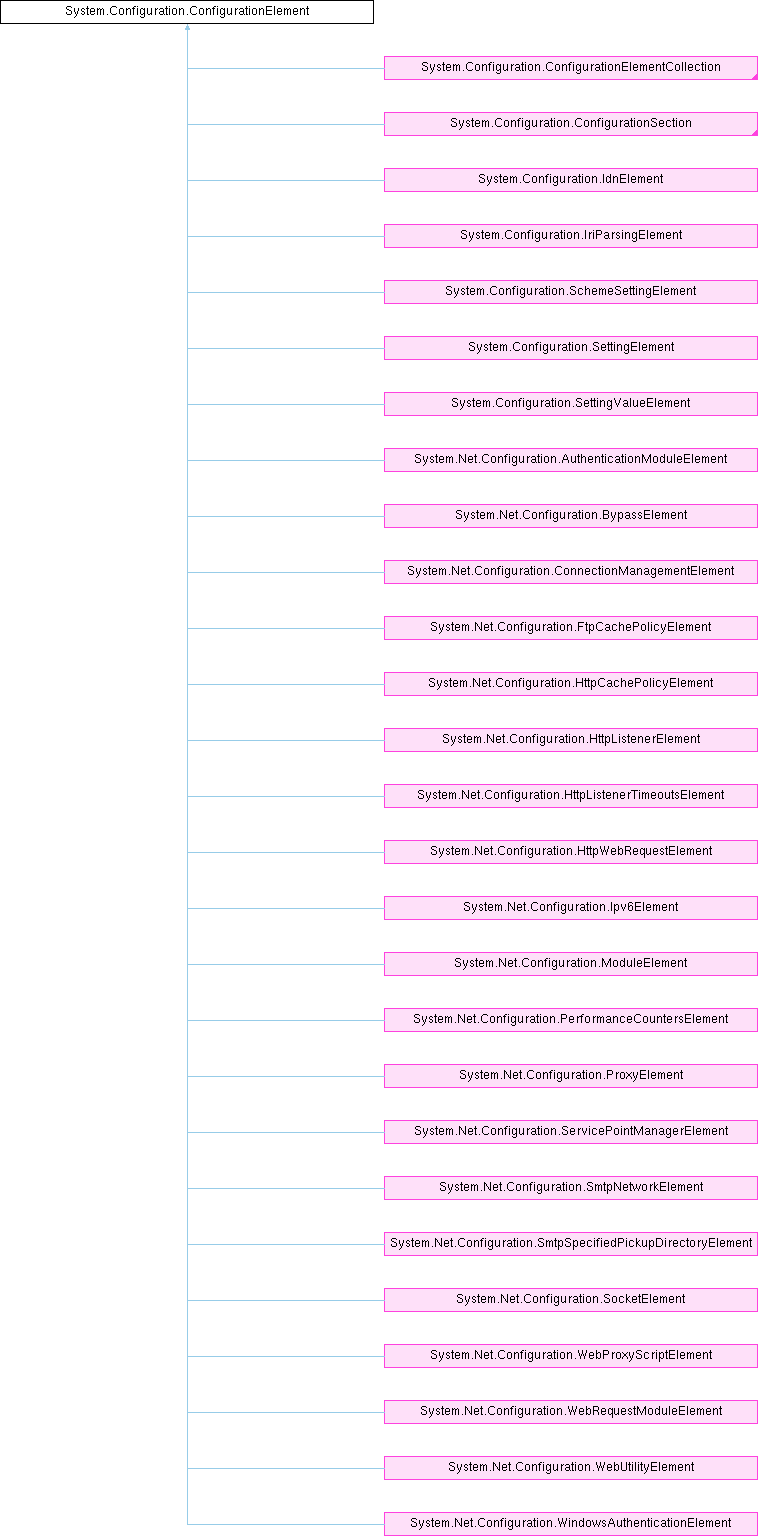 System.Configuration.ConfigurationElement
System.Configuration.ConfigurationElementCollection
System.Configuration.ConfigurationSection
System.Configuration.IdnElement
System.Configuration.IriParsingElement
System.Configuration.SchemeSettingElement
System.Configuration.SettingElement
System.Configuration.SettingValueElement
System.Net.Configuration.AuthenticationModuleElement
System.Net.Configuration.BypassElement
System.Net.Configuration.ConnectionManagementElement
System.Net.Configuration.FtpCachePolicyElement
System.Net.Configuration.HttpCachePolicyElement
System.Net.Configuration.HttpListenerElement
System.Net.Configuration.HttpListenerTimeoutsElement
System.Net.Configuration.HttpWebRequestElement
System.Net.Configuration.Ipv6Element
System.Net.Configuration.ModuleElement
System.Net.Configuration.PerformanceCountersElement
System.Net.Configuration.ProxyElement
System.Net.Configuration.ServicePointManagerElement
System.Net.Configuration.SmtpNetworkElement
System.Net.Configuration.SmtpSpecifiedPickupDirectoryElement
System.Net.Configuration.SocketElement
System.Net.Configuration.WebProxyScriptElement
System.Net.Configuration.WebRequestModuleElement
System.Net.Configuration.WebUtilityElement
System.Net.Configuration.WindowsAuthenticationElement